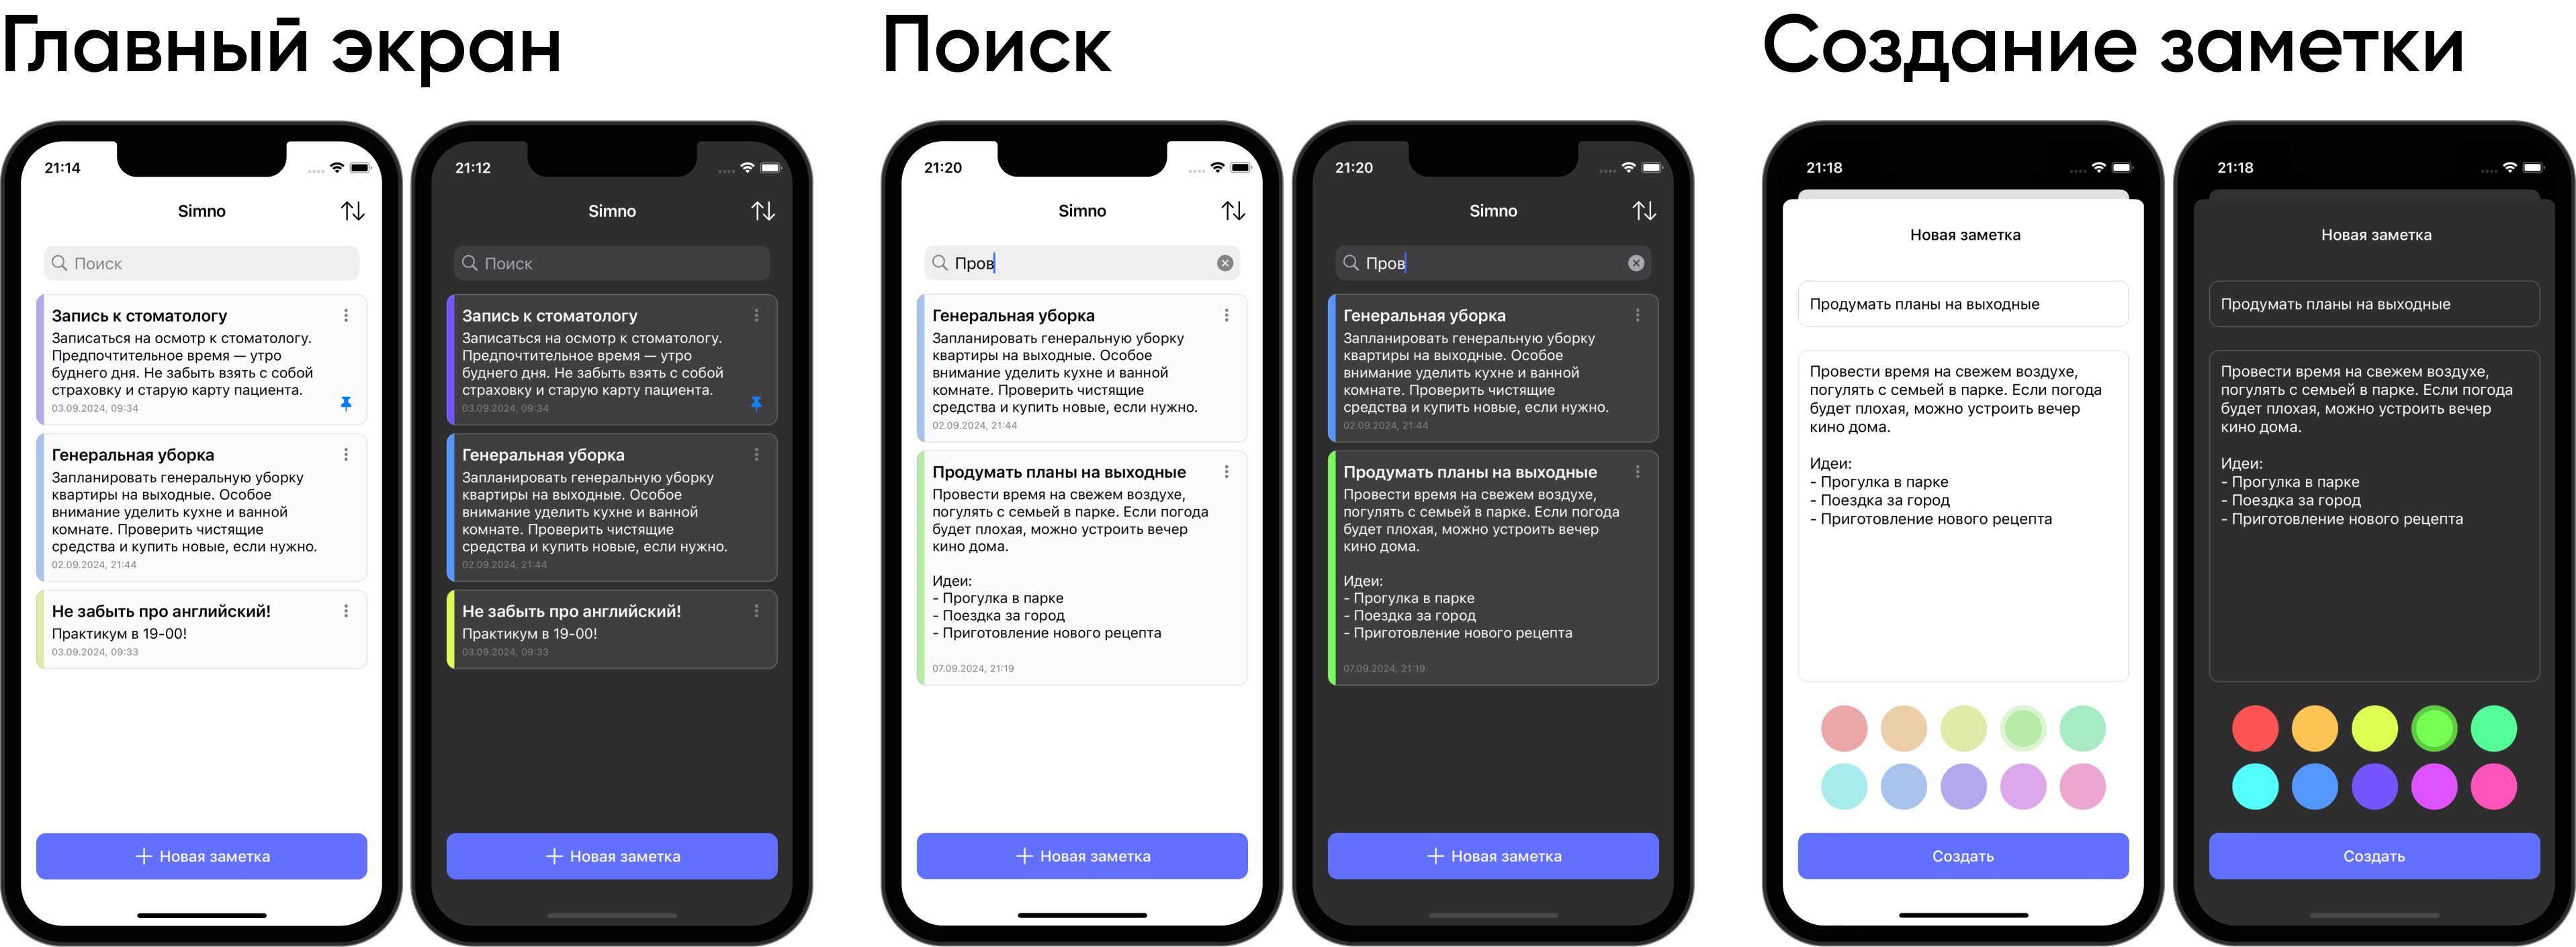 Главный экран
21:14
Simno
Поиск
Запись к стоматологу
Записаться на осмотр к стоматологу.
Предпочтительное время — утро
буднего дня. Не забыть взять с собой
страховку и старую карту пациента.
03.09.2024, 09:34
Генеральная уборка
Запланировать генеральную уборку
квартиры на выходные. Особое
внимание уделить кухне и ванной
комнате. Проверить чистящие
средства и купить новые, если нужно.
02.09.2024, 21:44
Не забыть про английский!
Практикум в 19-00!
03.09.2024, 09:33
Новая заметка
21:12
Simno
Поиск
Запись к стоматологу
Записаться на осмотр к стоматологу.
Предпочтительное время — утро
буднего дня. Не забыть взять с собой
страховку и старую карту пациента.
03.09.2024, 09:34
Генеральная уборка
Запланировать генеральную уборку
квартиры на выходные. Особое
внимание уделить кухне и ванной
комнате. Проверить чистящие
средства и купить новые, если нужно.
02.09.2024, 21:44
Не забыть про английский!
Практикум в 19-00!
03.09.2024, 09:33
Новая заметка
Поиск
21:20
Simno
Пров
Генеральная уборка
Запланировать генеральную уборку
квартиры на выходные. Особое
внимание уделить кухне и ванной
комнате. Проверить чистящие
средства и купить новые, если нужно.
02.09.2024, 21:44
Продумать планы на выходные
Провести время на свежем воздухе,
погулять с семьей в парке. Если погода
будет плохая, можно устроить вечер
кино дома.
Идеи:
- Прогулка в парке
- Поездка за город
- Приготовление нового рецепта
07.09.2024, 21:19
Новая заметка
21:20
Simno
Пров
Генеральная уборка
Запланировать генеральную уборку
квартиры на выходные. Особое
внимание уделить кухне и ванной
комнате. Проверить чистящие
средства и купить новые, если нужно.
02.09.2024, 21:44
Продумать планы на выходные
Провести время на свежем воздухе,
погулять с семьей в парке. Если погода
будет плохая, можно устроить вечер
кино дома.
Идеи:
- Прогулка в парке
- Поездка за город
- Приготовление нового рецепта
07.09.2024, 21:19
Новая заметка
Создание заметки
21:18
Новая заметка
Продумать планы на выходные
Провести время на свежем воздухе,
погулять с семьей в парке. Если погода
будет плохая, можно устроить вечер
кино дома.
Идеи:
- Прогулка в парке
- Поездка за город
- Приготовление нового рецепта
Создать
21:18
Новая заметка
Продумать планы на выходные
Провести время на свежем воздухе,
погулять с семьей в парке. Если погода
будет плохая, можно устроить вечер
кино дома.
Идеи:
- Прогулка в парке
- Поездка за город
- Приготовление нового рецепта
Создать